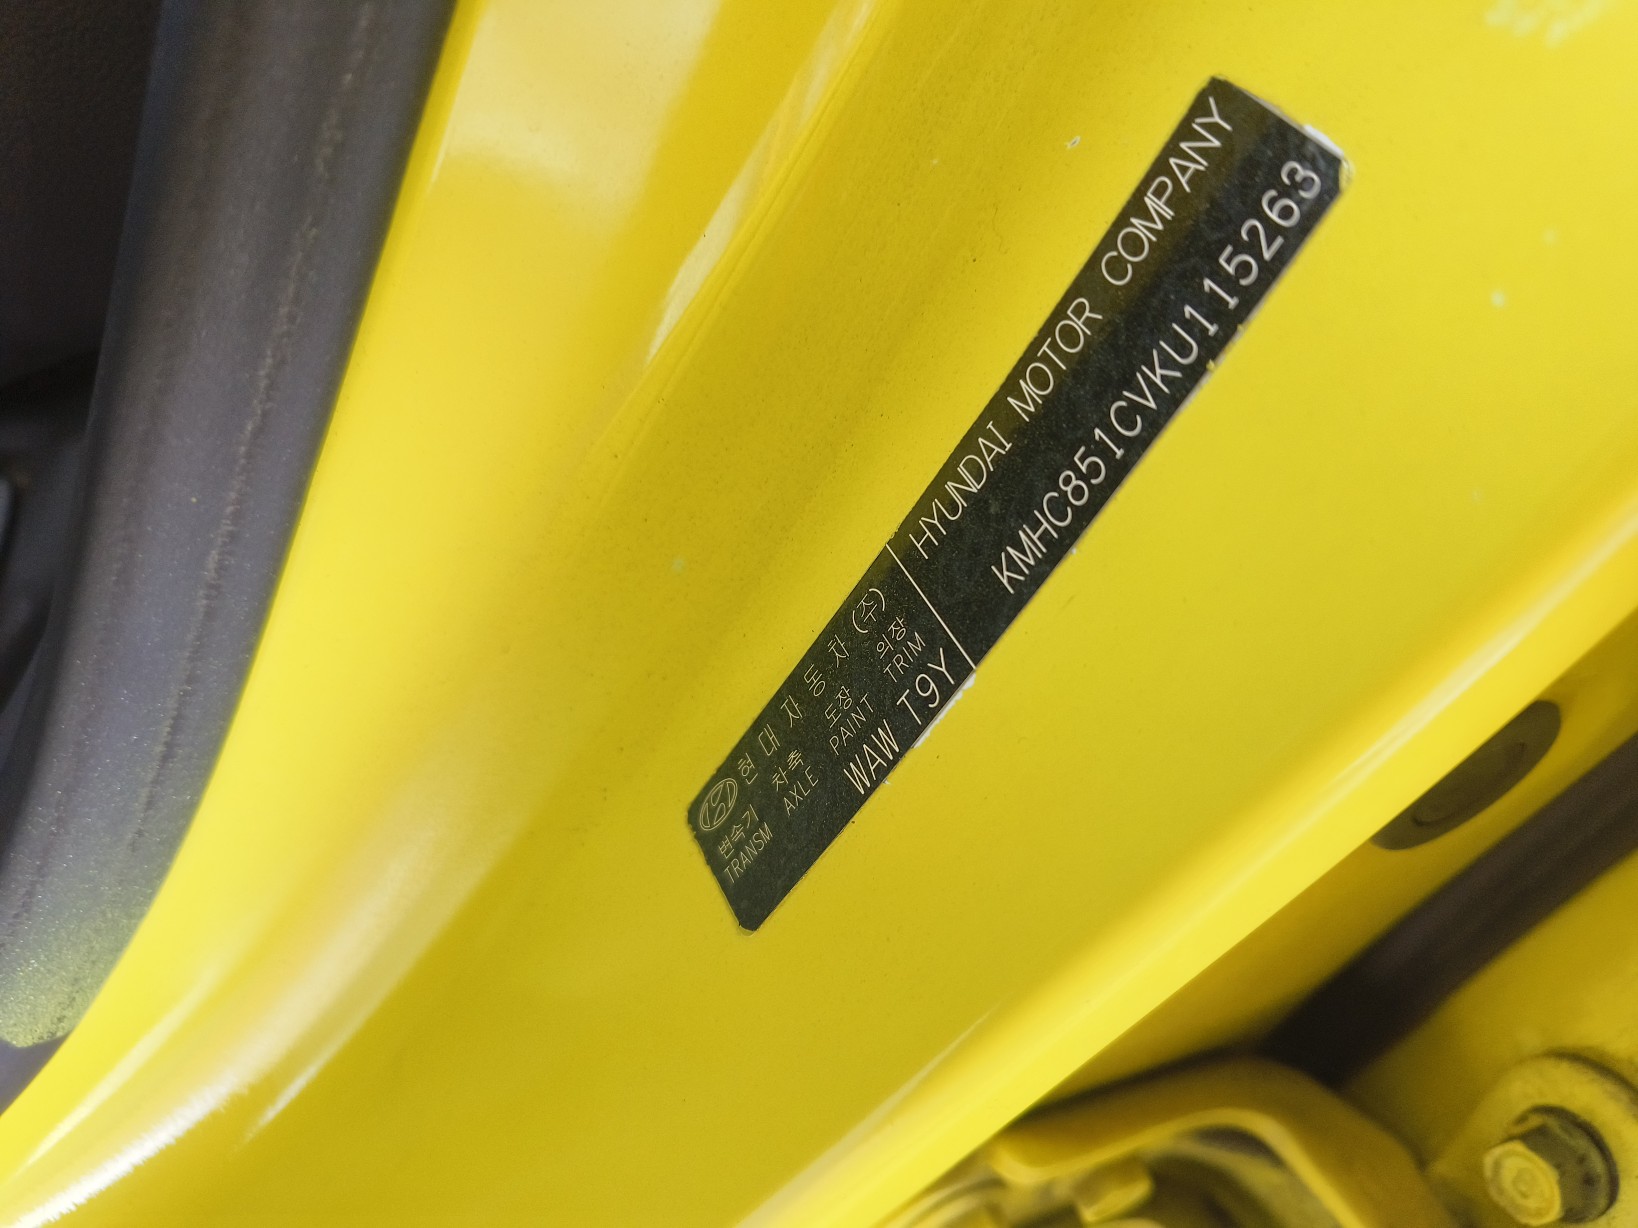 현대자동차(주)
변속기 차축 도장 의장
TRANSM AXLE PAINT TRIM
WAW T9Y
HYUNDAI MOTOR COMPANY
KMHC851CVKU115263